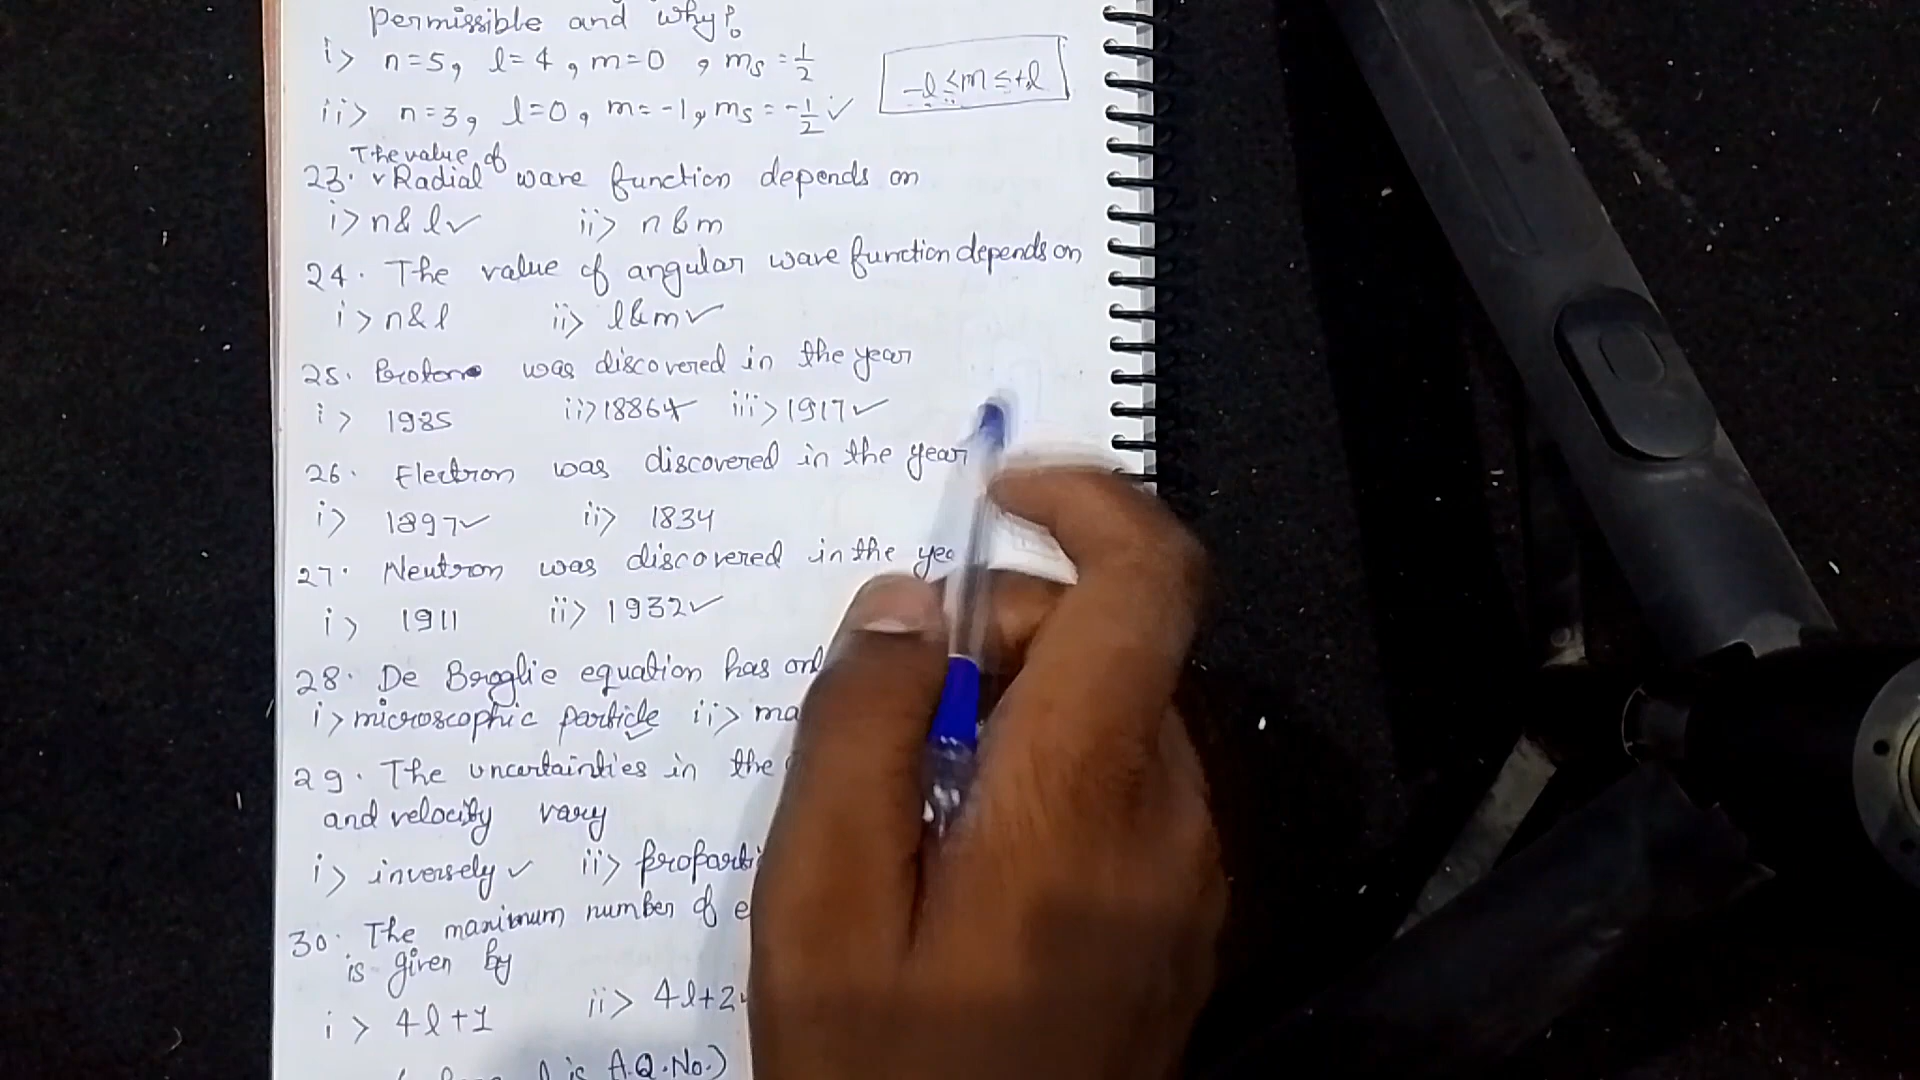 permissible and why?
i> n=5, l=4, m=0, ms=1/2
-l≤m≤+l
ii> n=3, l=0, m=-1, ms=-1/2 ✓
The value of
23. Radial wave function depends on
i> n& l✓ ii> n & m
24. The value of angular wave function depends on
i> n&l ii> l&m✓
25. Proton was discovered in the year
i> 1985 ii> 1886 iii> 1917✓
26. Electron was discovered in the year
i> 1897✓ ii> 1834
27. Neutron was discovered in the
i> 1911 ii> 1932✓
28. De Broglie equation has
i> microscopic particle ✓ ii>
29. The uncertainties in the
and velocity vary
i> inversely ✓ ii>
30. The maximum number of
is given by
i> 4l+1 ii> 4l+2
l is A.Q.No.)